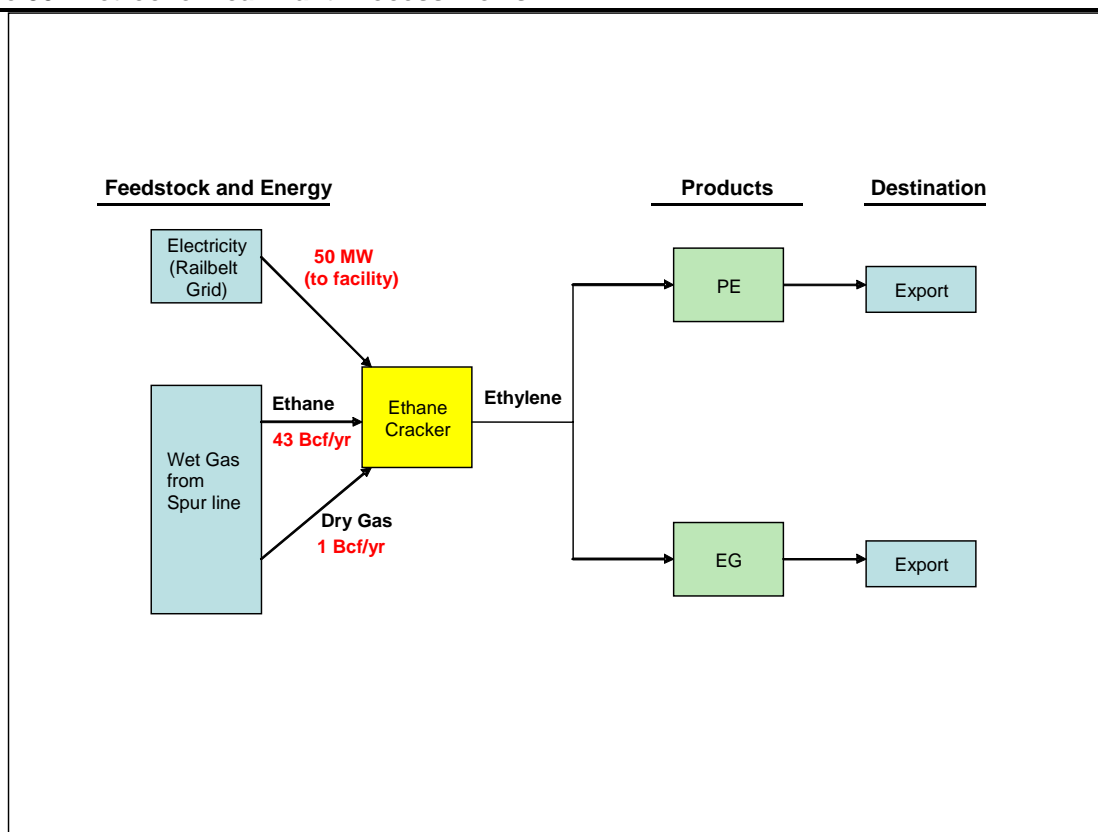 Feedstock and Energy
Products
Destination
Electricity
(Railbelt
Grid)
50 MW
(to facility)
PE
Export
Ethane
43 Bcf/yr
Ethane
Cracker
Ethylene
Wet Gas
from
Spur line
Dry Gas
1 Bcf/yr
EG
Export